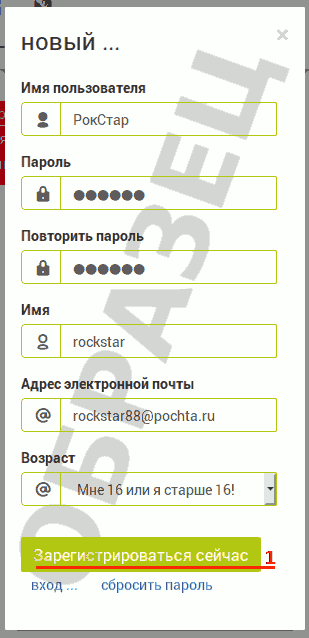 новый ...
×
Имя пользователя
РокСтар
Пароль
●●●●●●
Повторить пароль
●●●●●●
Имя
rockstar
Адрес электронной почты
@ rockstar88@pochta.ru
Возраст
@ Мне 16 или я старше 16!
Зарегистрироваться сейчас 1
вход ... сбросить пароль
ОБРАЗЕЦ